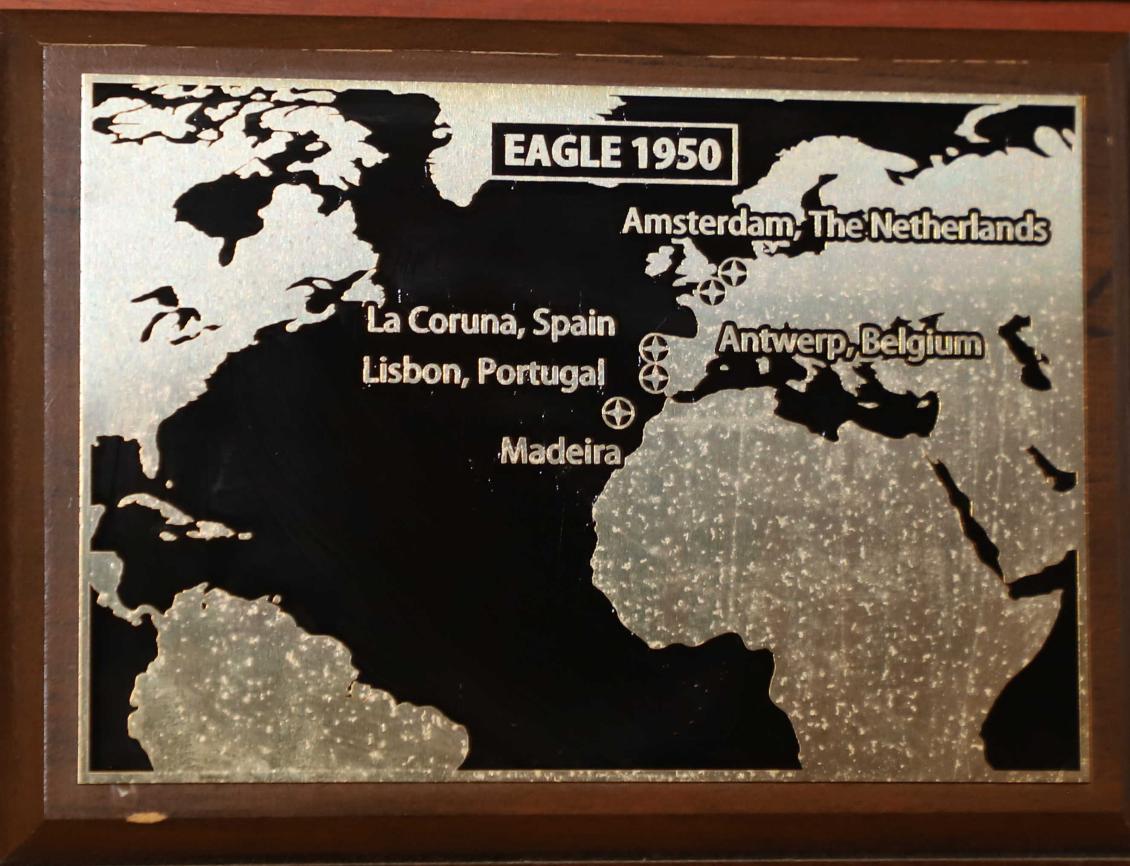 EAGLE 1950
Amsterdam, The Netherlands
La Coruna, Spain
Antwerp, Belgium
Lisbon, Portugal
Madeira